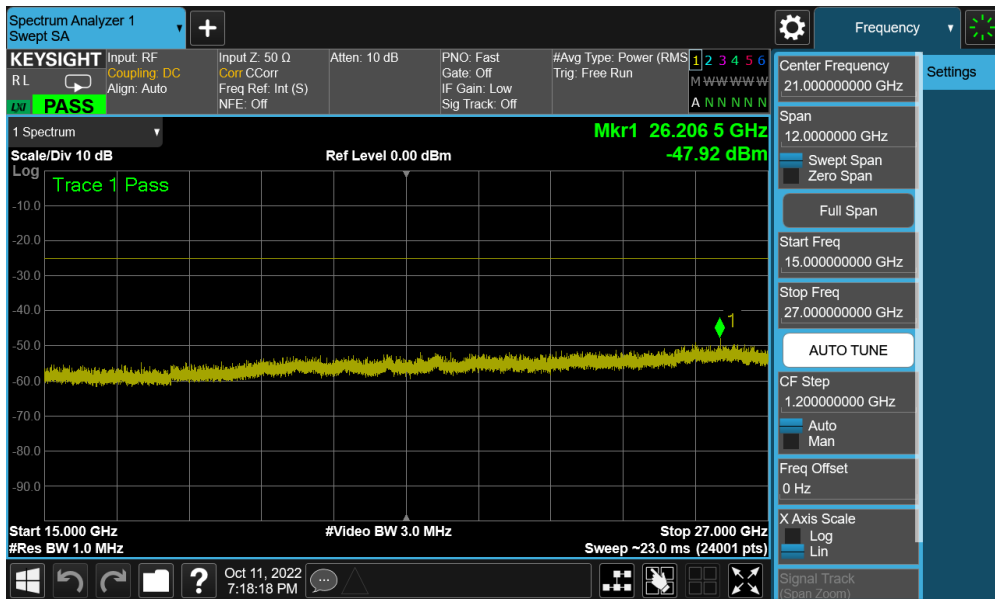 Spectrum Analyzer 1
Swept SA
Frequency
KEYSIGHT
R L
LXI
PASS
Input: RF
Coupling: DC
Align: Auto
Input Z: 50 Ω
Corr CCorr
Freq Ref: Int (S)
NFE: Off
Atten: 10 dB
PNO: Fast
Gate: Off
IF Gain: Low
Sig Track: Off
#Avg Type: Power (RMS
Trig: Free Run
1 2 3 4 5 6
M W W W W W
A N N N N N
1 Spectrum
Scale/Div 10 dB
Ref Level 0.00 dBm
Mkr1 26.206 5 GHz
-47.92 dBm
Log
Trace 1 Pass
-10.0
-20.0
-30.0
-40.0
-50.0
-60.0
-70.0
-80.0
-90.0
1
Start 15.000 GHz
#Res BW 1.0 MHz
#Video BW 3.0 MHz
Stop 27.000 GHz
Sweep ~23.0 ms (24001 pts)
Center Frequency
21.000000000 GHz
Span
12.0000000 GHz
Swept Span
Zero Span
Full Span
Start Freq
15.000000000 GHz
Stop Freq
27.000000000 GHz
AUTO TUNE
CF Step
1.200000000 GHz
Auto
Man
Freq Offset
0 Hz
X Axis Scale
Log
Lin
Signal Track
(Span Zoom)
Settings
?
Oct 11, 2022
7:18:18 PM